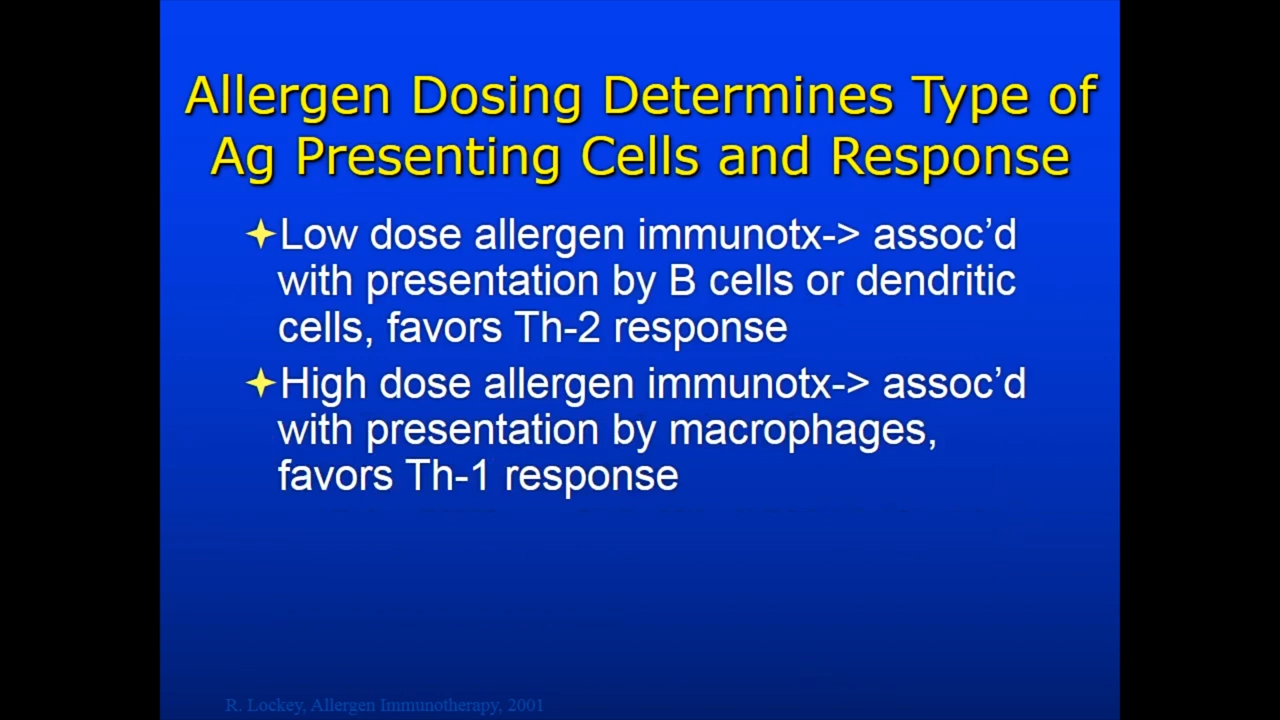 Allergen Dosing Determines Type of
Ag Presenting Cells and Response
Low dose allergen immunotx-> assoc’d
with presentation by B cells or dendritic
cells, favors Th-2 response
High dose allergen immunotx-> assoc’d
with presentation by macrophages,
favors Th-1 response
R. Lockey, Allergen Immunotherapy, 2001